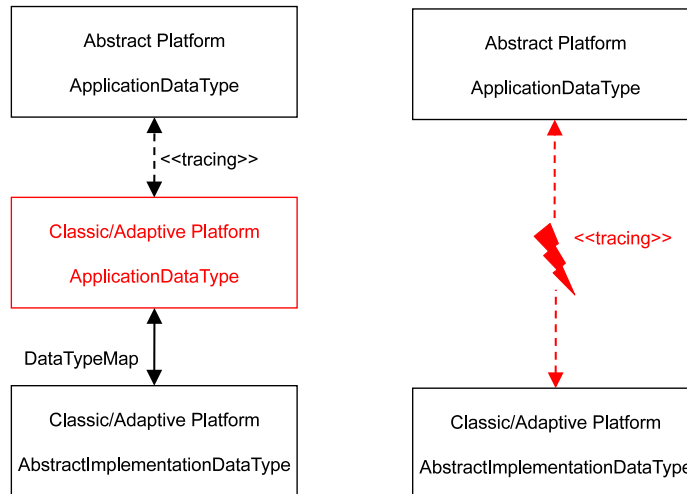 Abstract Platform
ApplicationDataType
<<tracing>>
Classic/Adaptive Platform
ApplicationDataType
DataTypeMap
Classic/Adaptive Platform
AbstractImplementationDataType
Abstract Platform
ApplicationDataType
<<tracing>>
Classic/Adaptive Platform
AbstractImplementationDataType